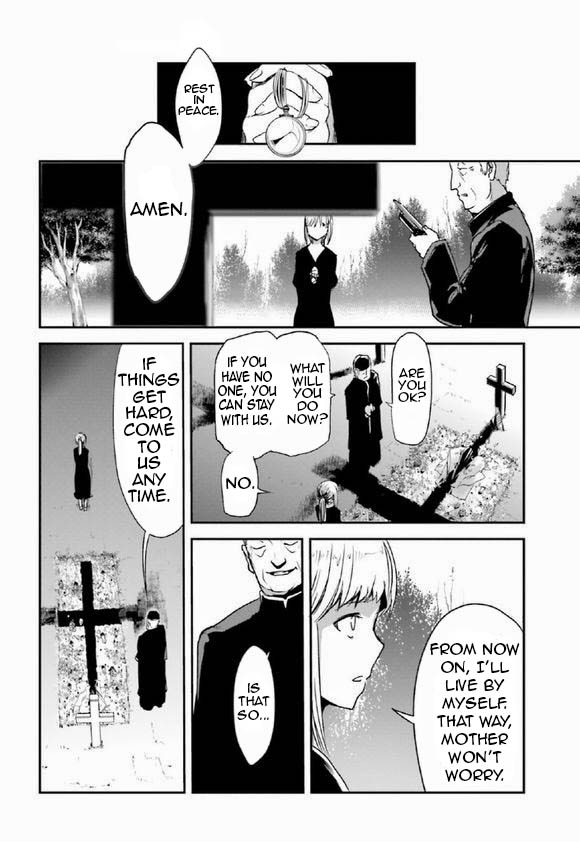 REST
IN
PEACE.
AMEN.
ARE
YOU
OK?
WHAT
WILL
YOU
DO
NOW?
IF YOU
HAVE NO
ONE, YOU
CAN STAY
WITH US.
NO.
FROM NOW
ON, I'LL
LIVE BY
MYSELF.
THAT WAY,
MOTHER
WON'T
WORRY.
IS
THAT
SO...
IF
THINGS
GET
HARD,
COME
TO
US
ANY
TIME.